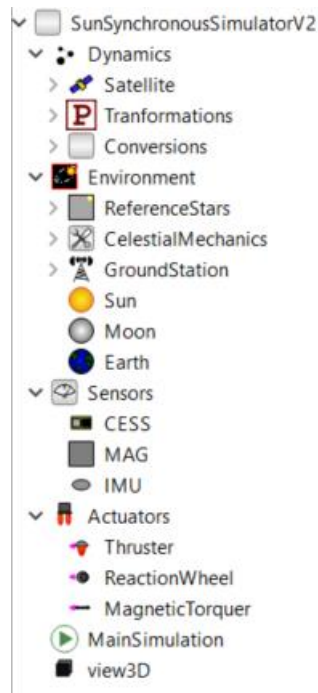 SunSynchronousSimulatorV2
Dynamics
Satellite
P Tranformations
Conversions
Environment
ReferenceStars
CelestialMechanics
GroundStation
Sun
Moon
Earth
Sensors
CESS
MAG
IMU
Actuators
Thruster
ReactionWheel
MagneticTorquer
MainSimulation
view3D